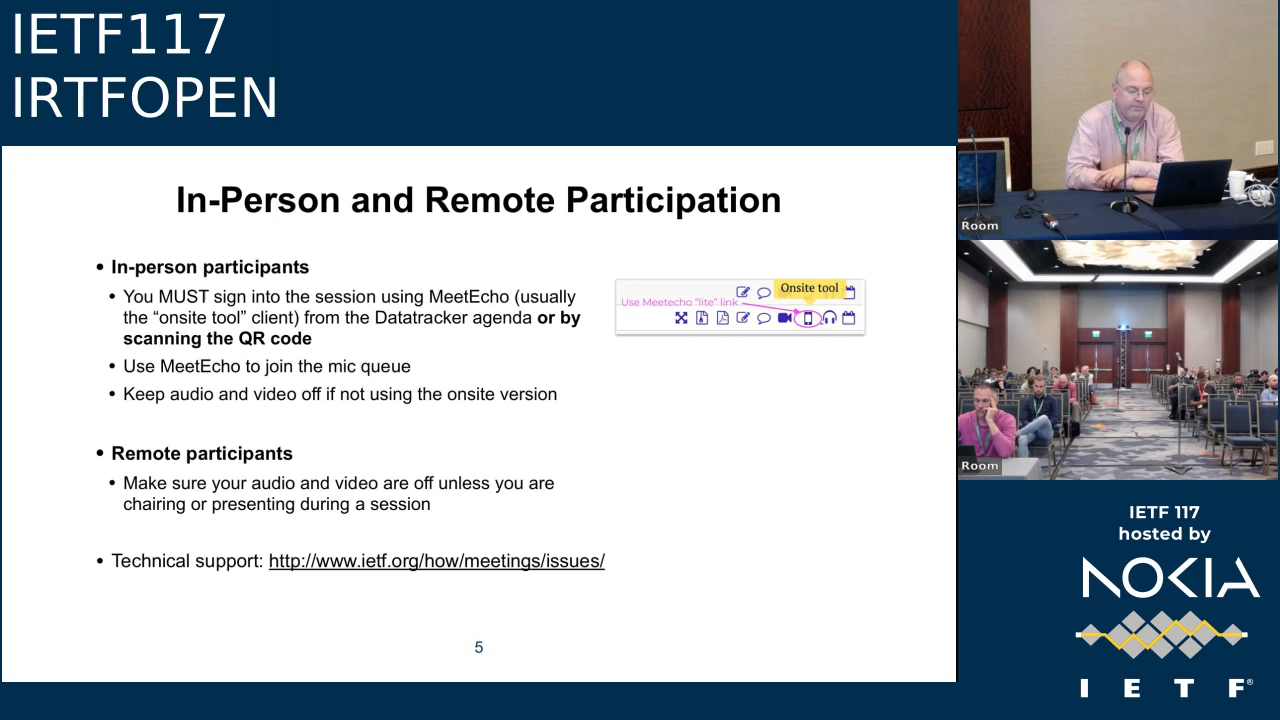 IETF117
IRTFOPEN
In-Person and Remote Participation
• In-person participants
• You MUST sign into the session using MeetEcho (usually
the “onsite tool” client) from the Datatracker agenda or by
scanning the QR code
• Use MeetEcho to join the mic queue
• Keep audio and video off if not using the onsite version
• Remote participants
• Make sure your audio and video are off unless you are
chairing or presenting during a session
• Technical support: http://www.ietf.org/how/meetings/issues/
5
Onsite tool
Use Meetecho “lite” link
Room
Room
IETF 117
hosted by
NOKIA
I E T F®